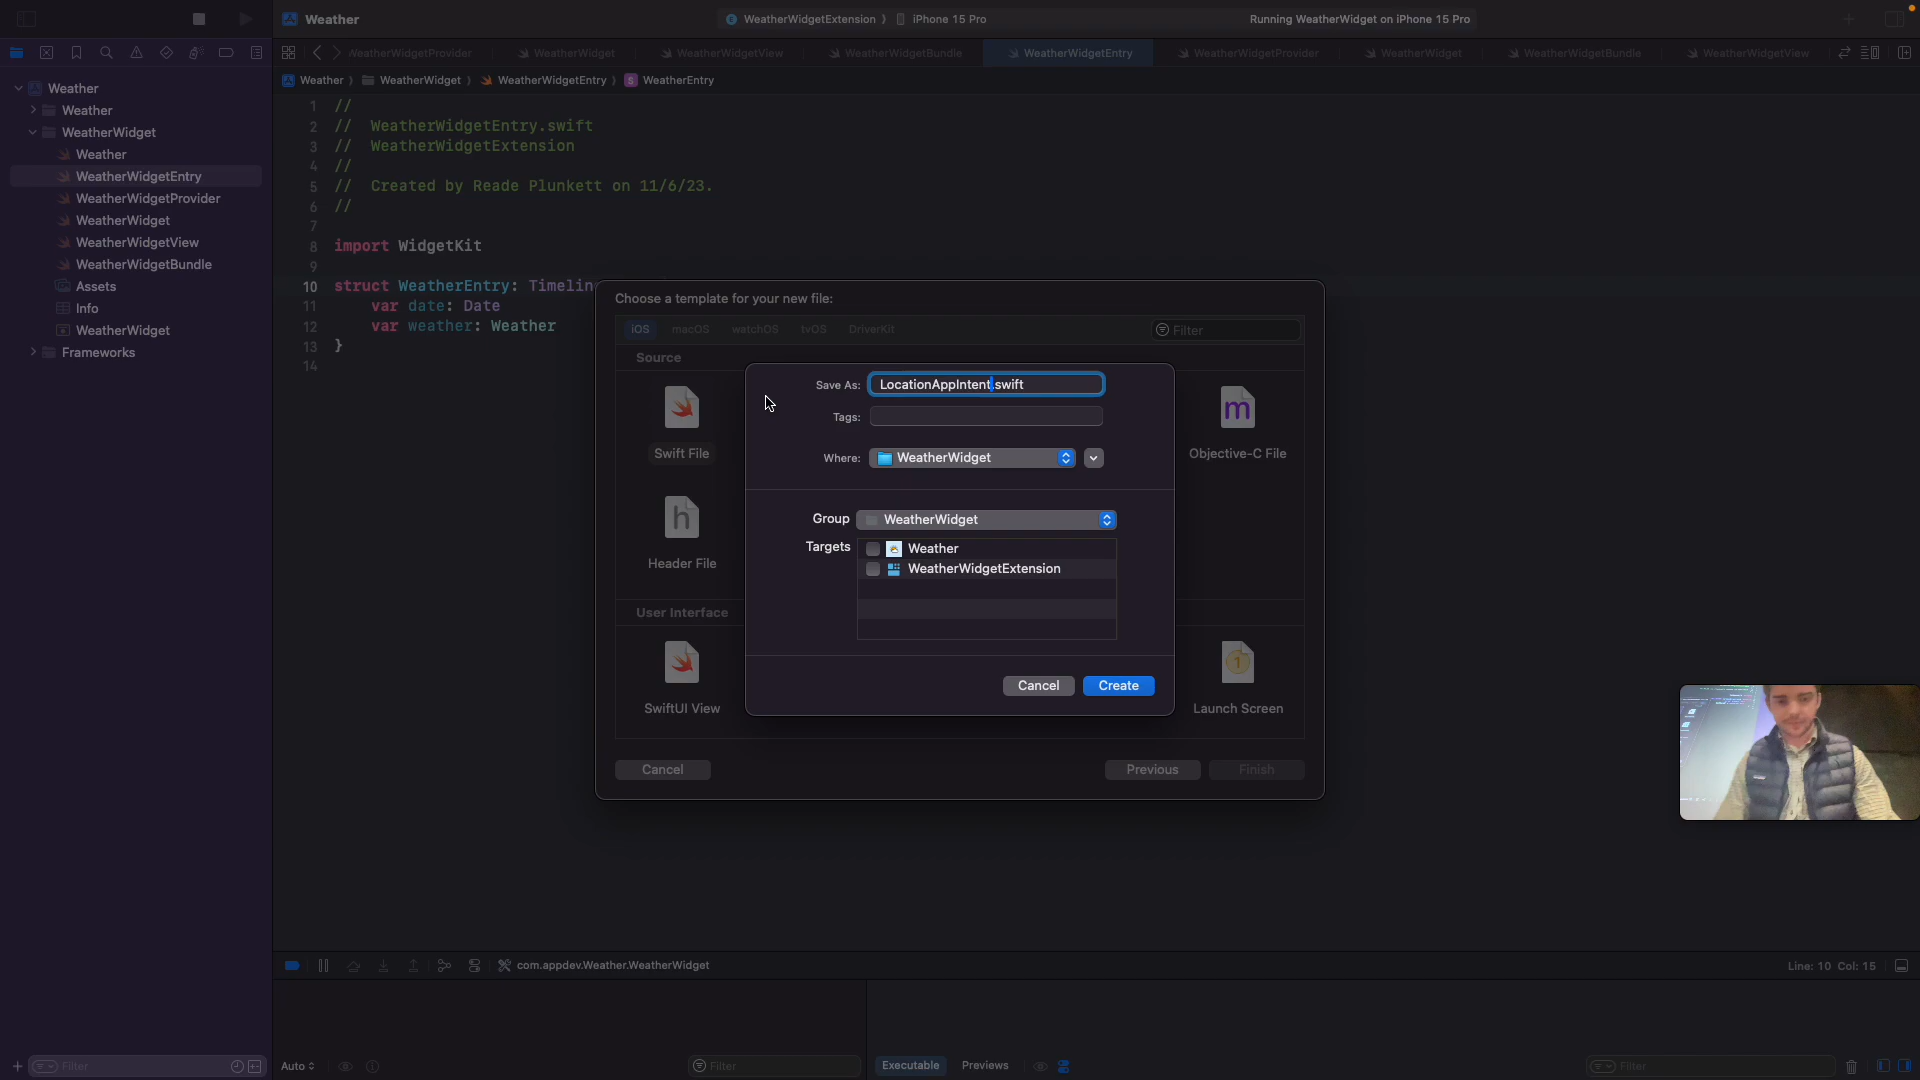 Weather
WeatherWidgetExtension
iPhone 15 Pro
Running WeatherWidget on iPhone 15 Pro
WeatherWidgetProvider
WeatherWidget
WeatherWidgetView
WeatherWidgetBundle
WeatherWidgetEntry
WeatherWidgetProvider
WeatherWidget
WeatherWidgetBundle
WeatherWidgetView
Weather
WeatherWidget
WeatherWidgetEntry
S
WeatherEntry
Weather
Weather
WeatherWidget
Weather
WeatherWidgetEntry
WeatherWidgetProvider
WeatherWidget
WeatherWidgetView
WeatherWidgetBundle
Assets
Info
WeatherWidget
Frameworks
1 //
2 // WeatherWidgetEntry.swift
3 // WeatherWidgetExtension
4 //
5 // Created by Reade Plunkett on 11/6/23.
6 //
7
8 import WidgetKit
9
10 struct WeatherEntry: Timelin
11 var date: Date
12 var weather: Weather
13 }
14
Choose a template for your new file:
iOS
macOS
watchOS
tvOS
DriverKit
Filter
Source
Swift File
m
Objective-C File
h
Header File
User Interface
SwiftUI View
1
Launch Screen
Cancel
Previous
Finish
Save As: LocationAppIntent.swift
Tags:
Where: WeatherWidget
Group WeatherWidget
Targets
Weather
WeatherWidgetExtension
Cancel
Create
com.appdev.Weather.WeatherWidget
Line: 10 Col: 15
Filter
Auto
Filter
Executable
Previews
Filter